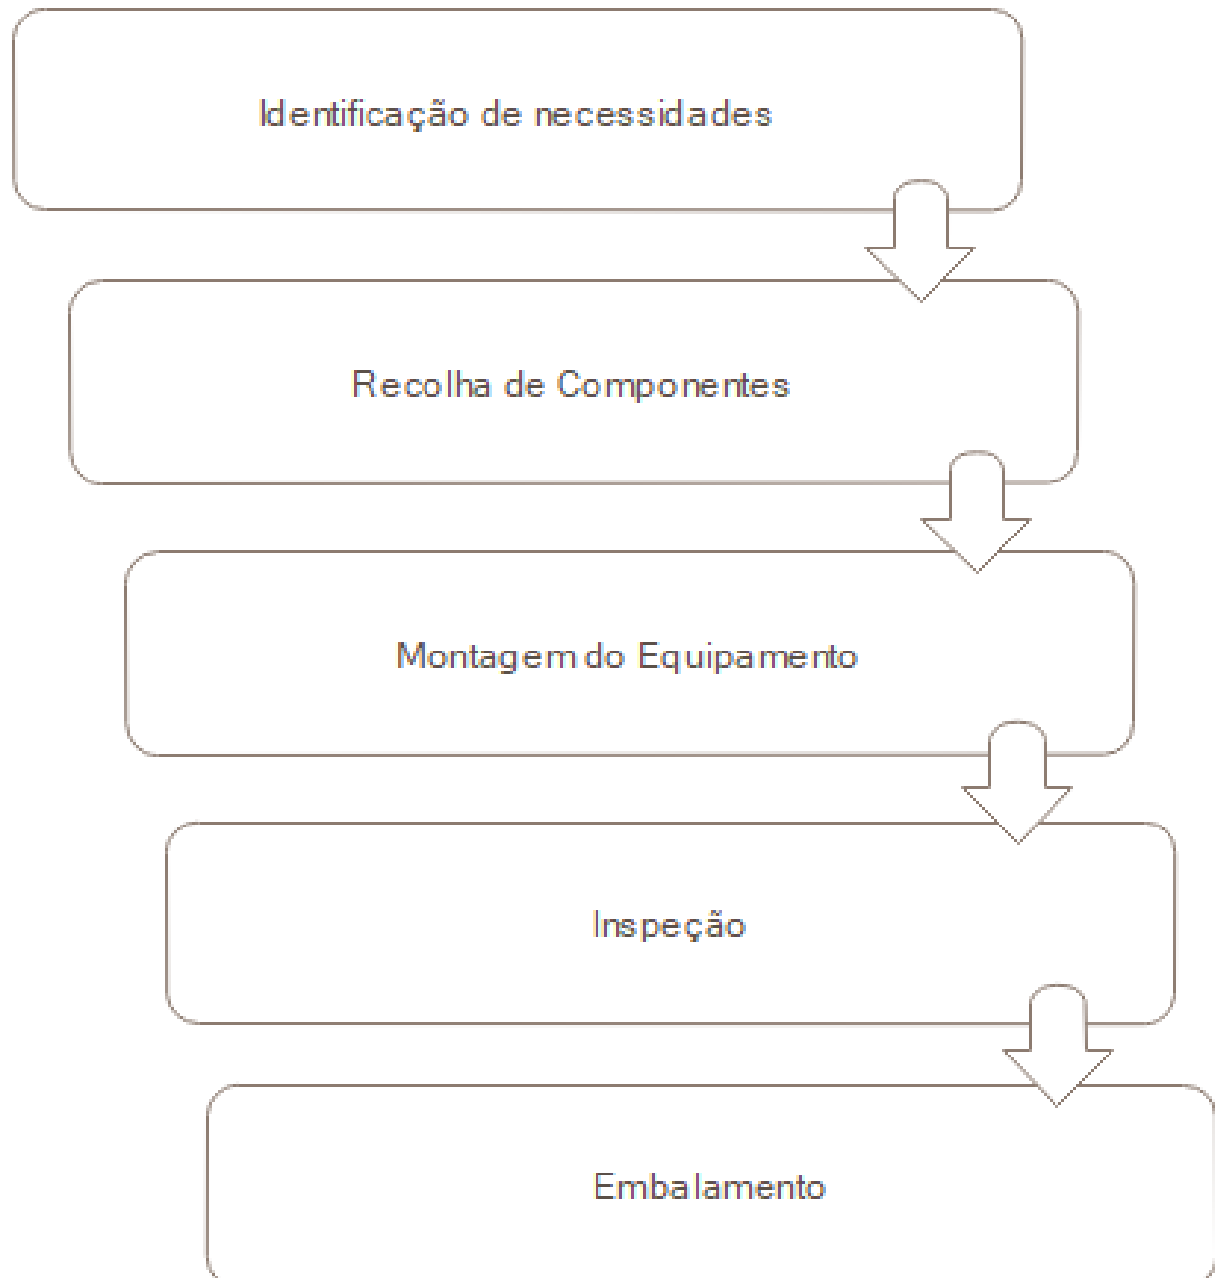 Identificação de necessidades
Recolha de Componentes
Montagem do Equipamento
Inspeção
Embalamento